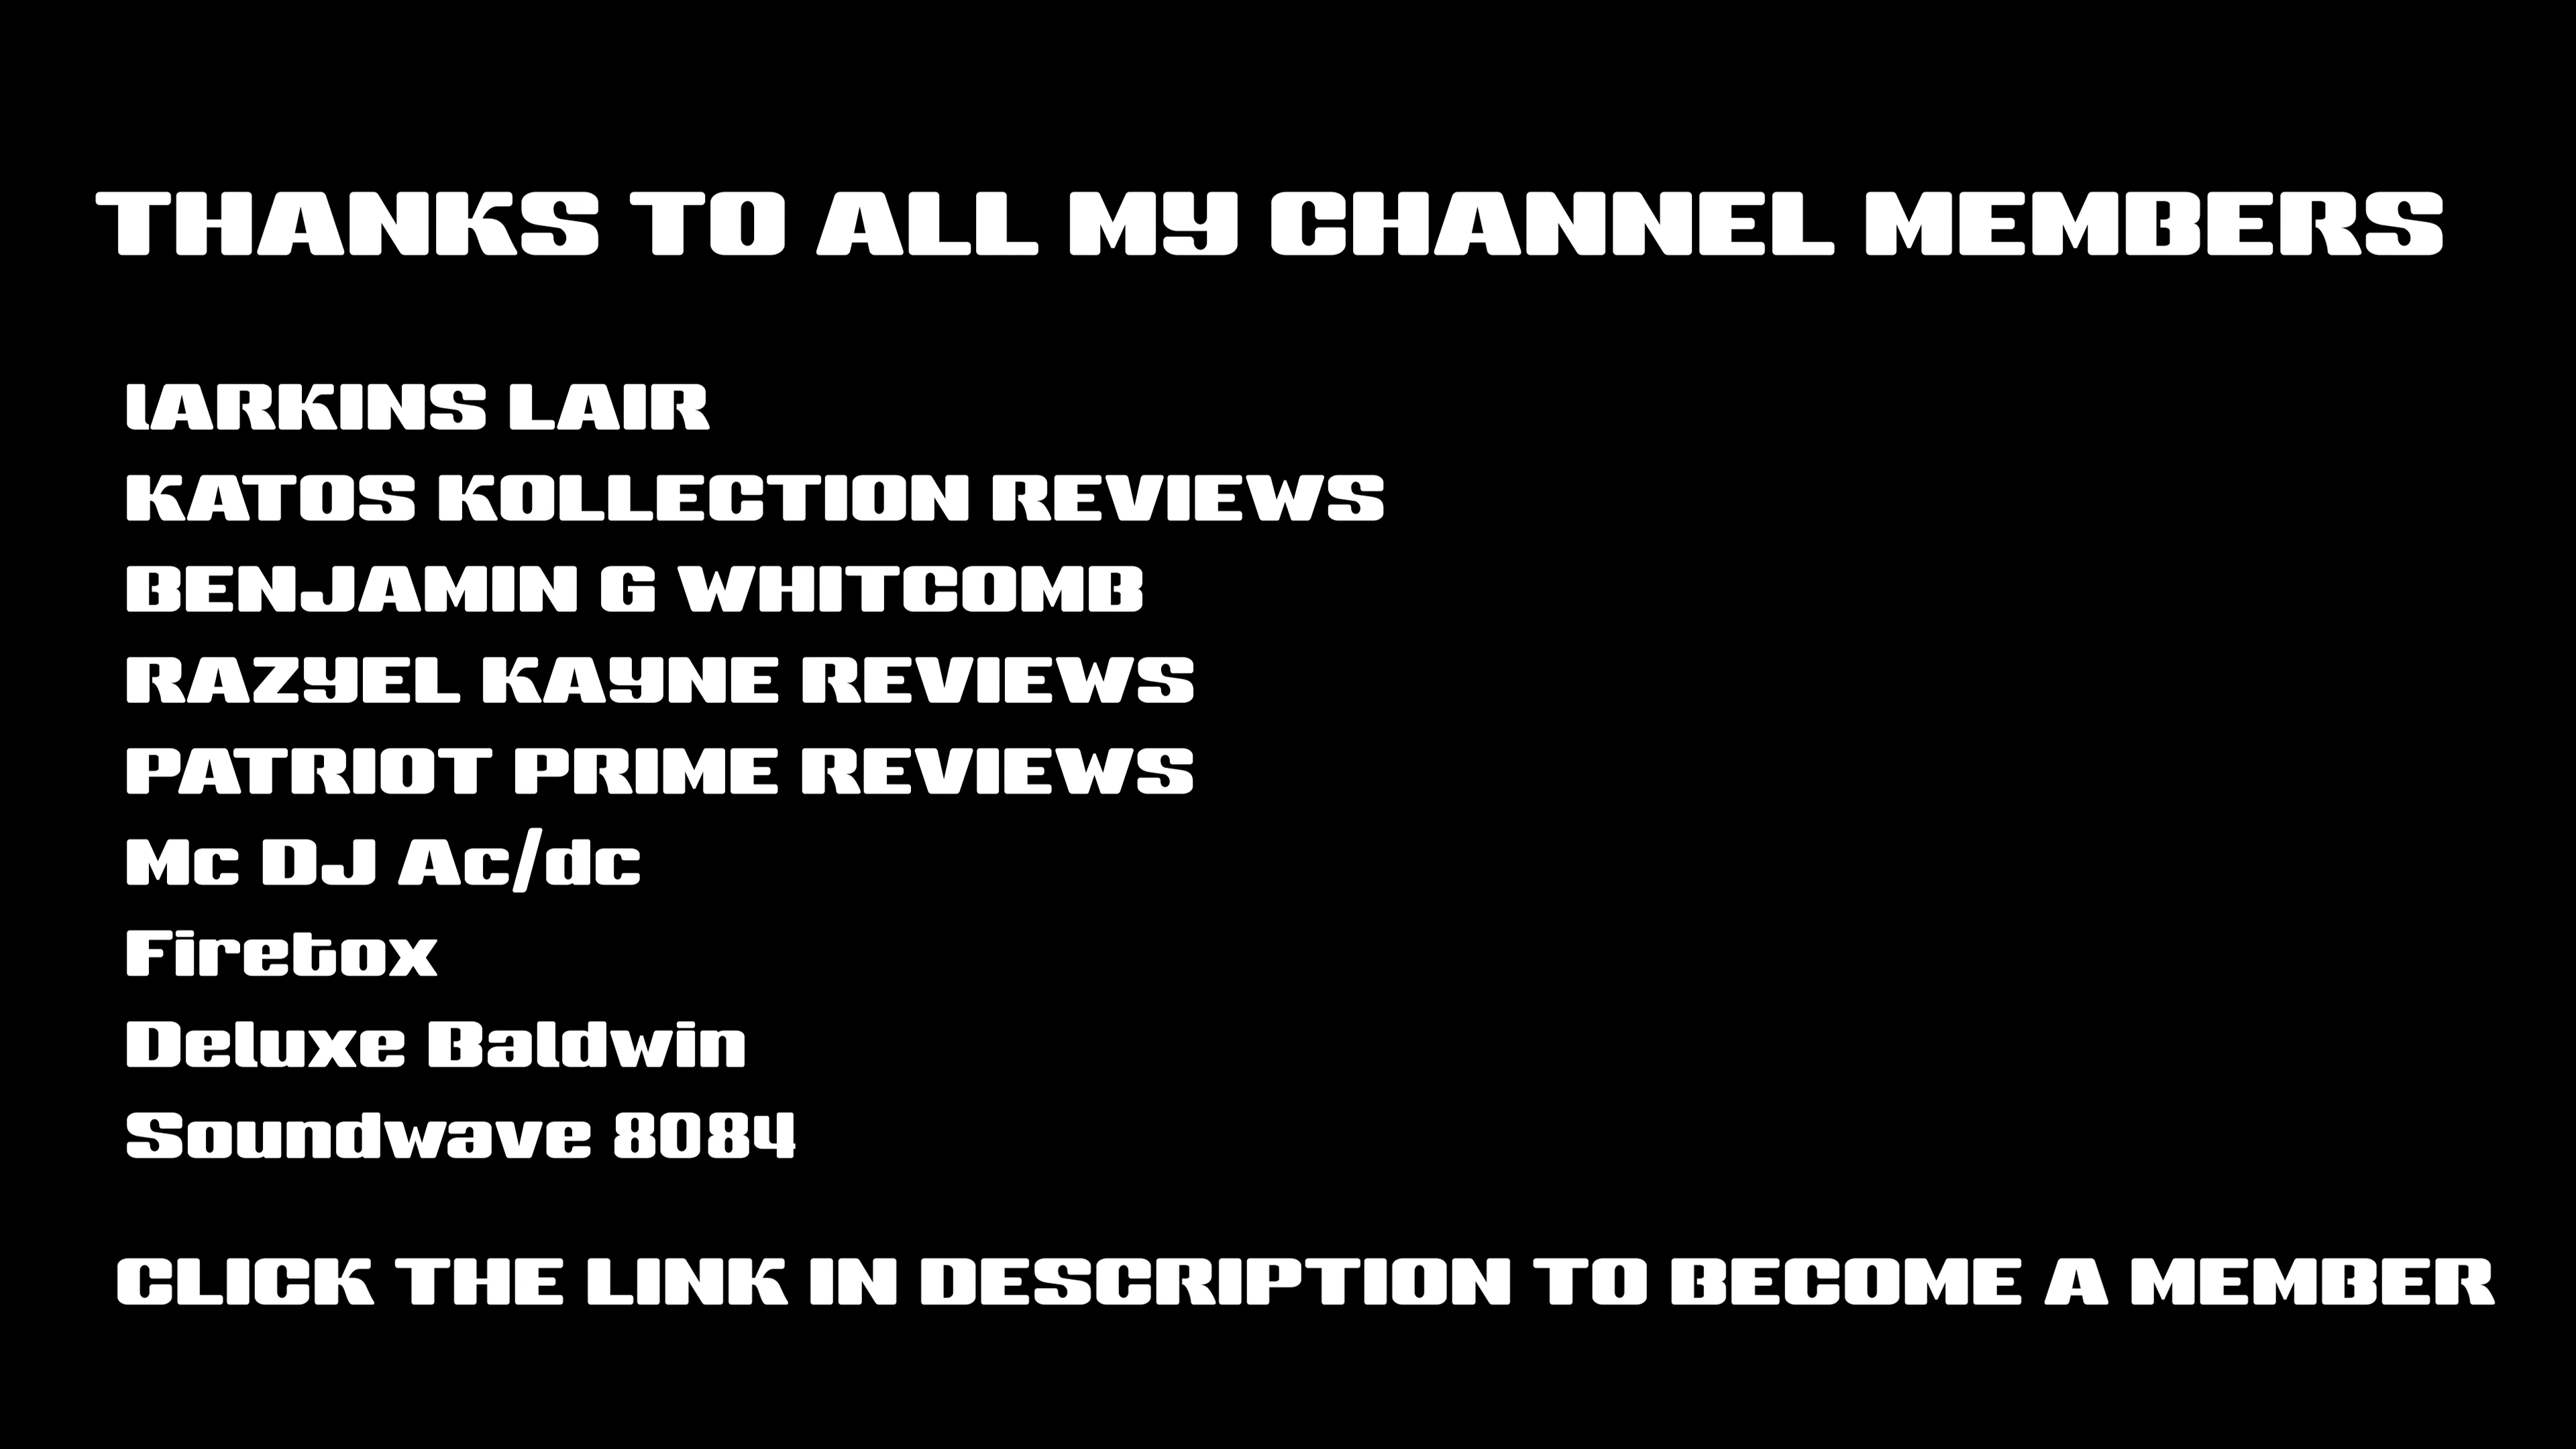 THANKS TO ALL MY CHANNEL MEMBERS
lARKINS LAIR
KATOS KOLLECTION REVIEWS
BENJAMIN G WHITCOMB
RAZYEL KAYNE REVIEWS
PATRIOT PRIME REVIEWS
Mc DJ Ac/dc
Firetox
Deluxe Baldwin
Soundwave 8084
CLICK THE LINK IN DESCRIPTION TO BECOME A MEMBER